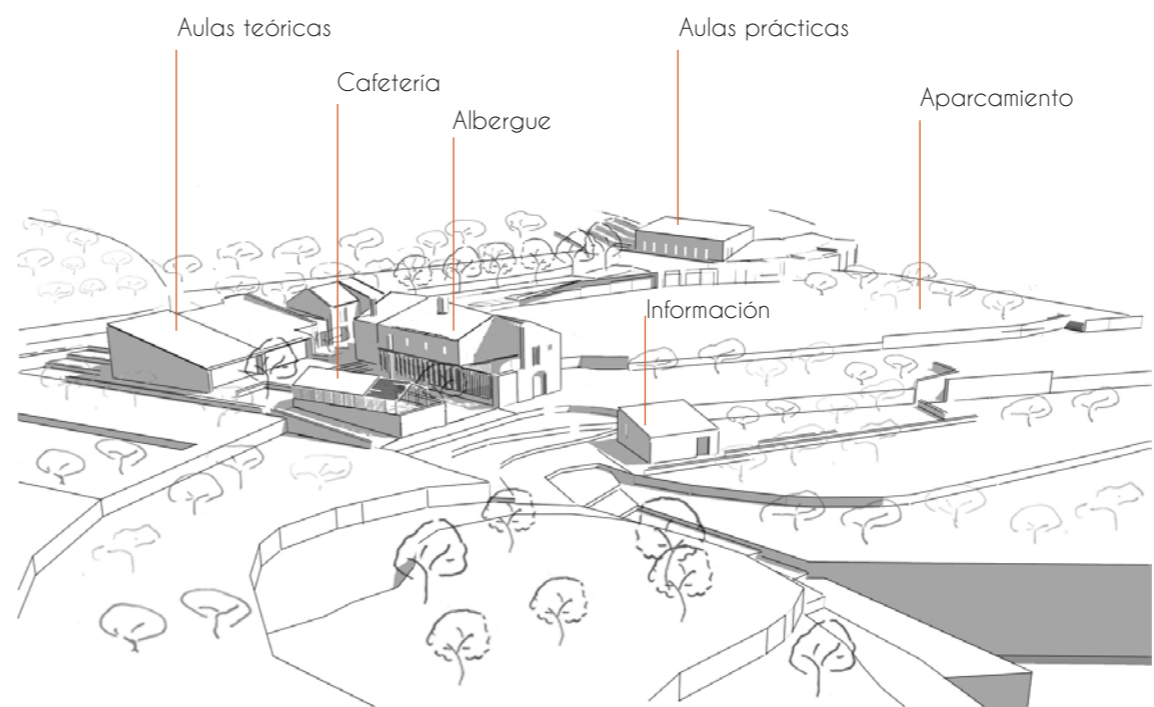 Aulas teóricas
Aulas prácticas
Cafetería
Aparcamiento
Albergue
Información